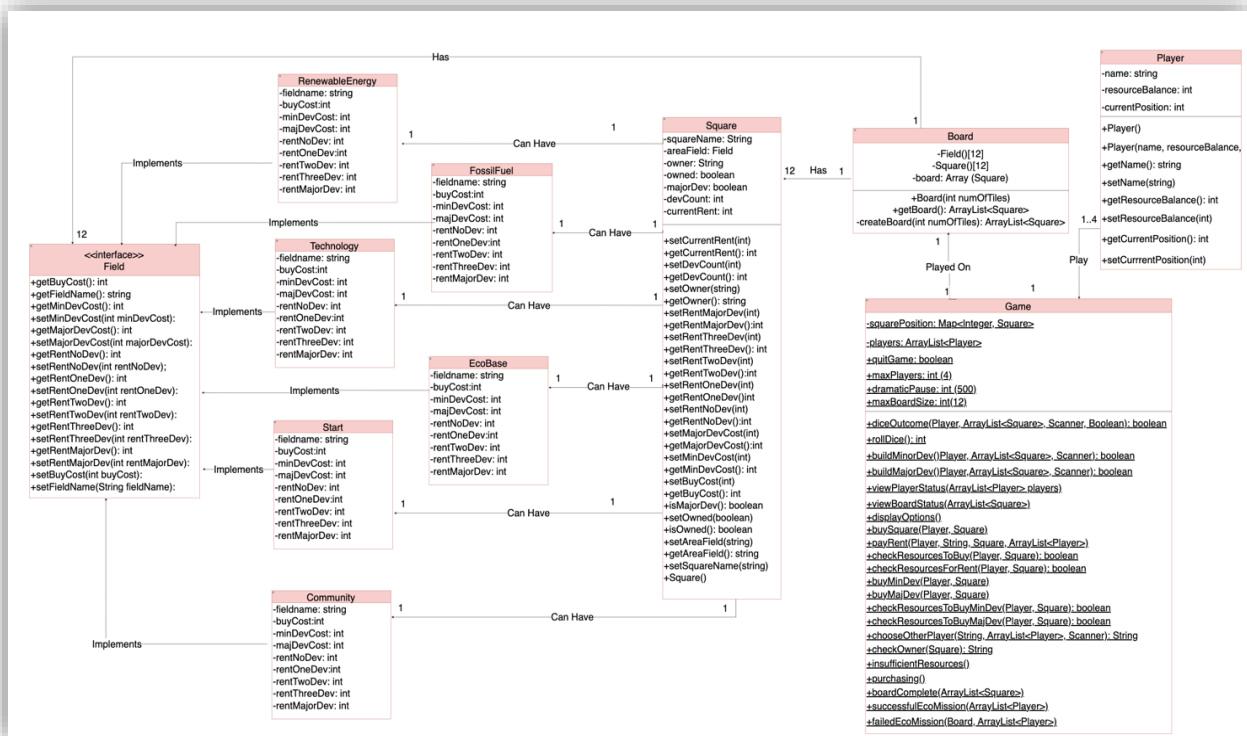 Has
Player
-name: string
-resourceBalance: int
-currentPosition: int
+Player()
+Player(name, resourceBalance,
+getName(): string
+setName(string)
+getResourceBalance(): int
+setResourceBalance(int)
+getCurrentPosition(): int
+setCurrrentPosition(int)
RenewableEnergy
-fieldname: string
-buyCost:int
-minDevCost: int
-majDevCost: int
-rentNoDev: int
-rentOneDev:int
-rentTwoDev: int
-rentThreeDev: int
-rentMajorDev: int
1
Can Have
1
Implements
FossilFuel
-fieldname: string
-buyCost:int
-minDevCost: int
-majDevCost: int
-rentNoDev: int
-rentOneDev:int
-rentTwoDev: int
-rentThreeDev: int
-rentMajorDev: int
1
Can Have
1
Implements
Square
-squareName: String
-areaField: Field
-owner: String
-owned: boolean
-majorDev: boolean
-devCount: int
-currentRent: int
+setCurrentRent(int)
+getCurrentRent(): int
+setDevCount(int)
+getDevCount(): int
+setOwner(string)
+getOwner(): string
+setRentMajorDev(int)
+getRentMajorDev():int
+setRentThreeDev(int)
+getRentThreeDev(): int
+setRentTwoDev(int)
+getRentTwoDev():int
+setRentOneDev(int)
+getRentOneDev()int
+setRentNoDev(int)
+getRentNoDev():int
+setMajorDevCost(int)
+getMajorDevCost():int
+setMinDevCost(int)
+getMinDevCost(): int
+setBuyCost(int)
+getBuyCost(): int
+isMajorDev(): boolean
+setOwned(boolean)
+isOwned(): boolean
+setAreaField(string)
+getAreaField(): string
+setSquareName(string)
+Square()
12
Has
1
1
Board
-Field()[12]
-Square()[12]
-board: Array (Square)
+Board(int numOfTiles)
+getBoard(): ArrayList<Square>
-createBoard(int numOfTiles): ArrayList<Square>
1
Played On
1
1..4
Play
1
12
<<interface>>
Field
+getBuyCost(): int
+getFieldName(): string
+getMinDevCost(): int
+setMinDevCost(int minDevCost):
+getMajorDevCost(): int
+setMajorDevCost(int majorDevCost):
+getRentNoDev(): int
+setRentNoDev(int rentNoDev);
+getRentOneDev(): int
+setRentOneDev(int rentOneDev):
+getRentTwoDev(): int
+setRentTwoDev(int rentTwoDev):
+getRentThreeDev(): int
+setRentThreeDev(int rentThreeDev):
+getRentMajorDev(): int
+setRentMajorDev(int rentMajorDev):
+setBuyCost(int buyCost):
+setFieldName(String fieldName):
Technology
-fieldname: string
-buyCost:int
-minDevCost: int
-majDevCost: int
-rentNoDev: int
-rentOneDev:int
-rentTwoDev: int
-rentThreeDev: int
-rentMajorDev: int
1
Can Have
1
Implements
EcoBase
-fieldname: string
-buyCost:int
-minDevCost: int
-majDevCost: int
-rentNoDev: int
-rentOneDev:int
-rentTwoDev: int
-rentThreeDev: int
-rentMajorDev: int
1
Can Have
1
Implements
Start
-fieldname: string
-buyCost:int
-minDevCost: int
-majDevCost: int
-rentNoDev: int
-rentOneDev:int
-rentTwoDev: int
-rentThreeDev: int
-rentMajorDev: int
1
Can Have
1
Implements
Community
-fieldname: string
-buyCost:int
-minDevCost: int
-majDevCost: int
-rentNoDev: int
-rentOneDev:int
-rentTwoDev: int
-rentThreeDev: int
-rentMajorDev: int
1
Can Have
1
Implements
Game
-squarePosition: Map<Integer, Square>
-players: ArrayList<Player>
+quitGame: boolean
+maxPlayers: int (4)
+dramaticPause: int (500)
+maxBoardSize: int(12)
+diceOutcome(Player, ArrayList<Square>, Scanner, Boolean): boolean
+rollDice(): int
+buildMinorDev()Player, ArrayList<Square>, Scanner): boolean
+buildMajorDev(Player,ArrayList<Square>, Scanner): boolean
+viewPlayerStatus(ArrayList<Player> players)
+viewBoardStatus(ArrayList<Square>)
+displayOptions()
+buySquare(Player, Square)
+payRent(Player, String, Square, ArrayList<Player>)
+checkResourcesToBuy(Player, Square): boolean
+checkResourcesForRent(Player, Square): boolean
+buyMinDev(Player, Square)
+buyMajDev(Player, Square)
+checkResourcesToBuyMinDev(Player, Square): boolean
+checkResourcesToBuyMajDev(Player, Square): boolean
+chooseOtherPlayer(String, ArrayList<Player>, Scanner): String
+checkOwner(Square): String
+insufficientResources()
+purchasing()
+boardComplete(ArrayList<Square>)
+successfulEcoMission(ArrayList<Player>)
+failedEcoMission(Board, ArrayList<Player>)